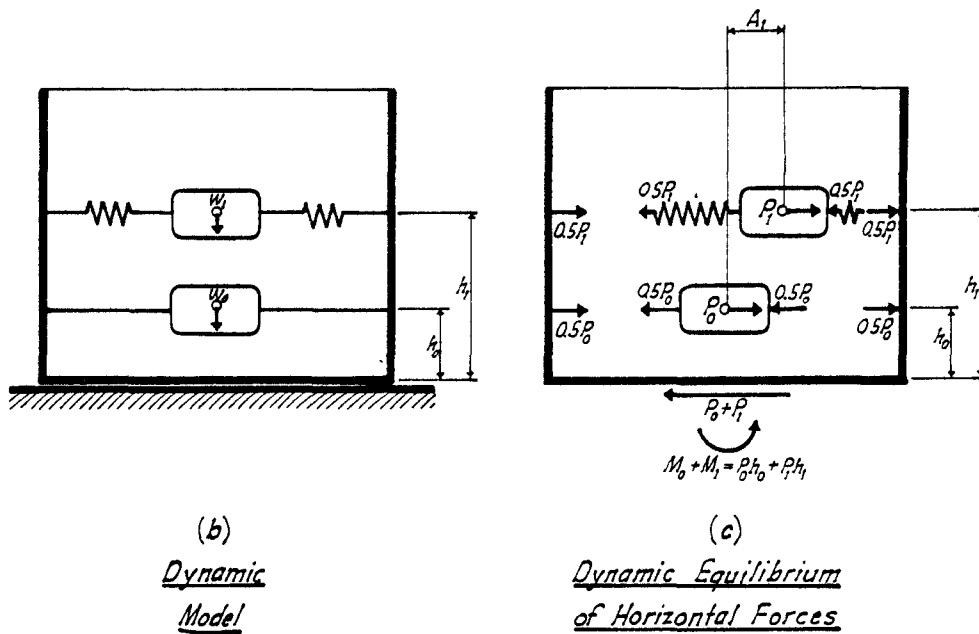 A₁
W₁
0.5P₁
P₁
0.5P₁
0.5P₁
0.5P₁
h₁
h₁
W₀
0.5P₀
P₀
0.5P₀
0.5P₀
0.5P₀
h₀
h₀
P₀+P₁
M₀+M₁=P₀h₀+P₁h₁
(b)
Dynamic
Model
(c)
Dynamic Equilibrium
of Horizontal Forces